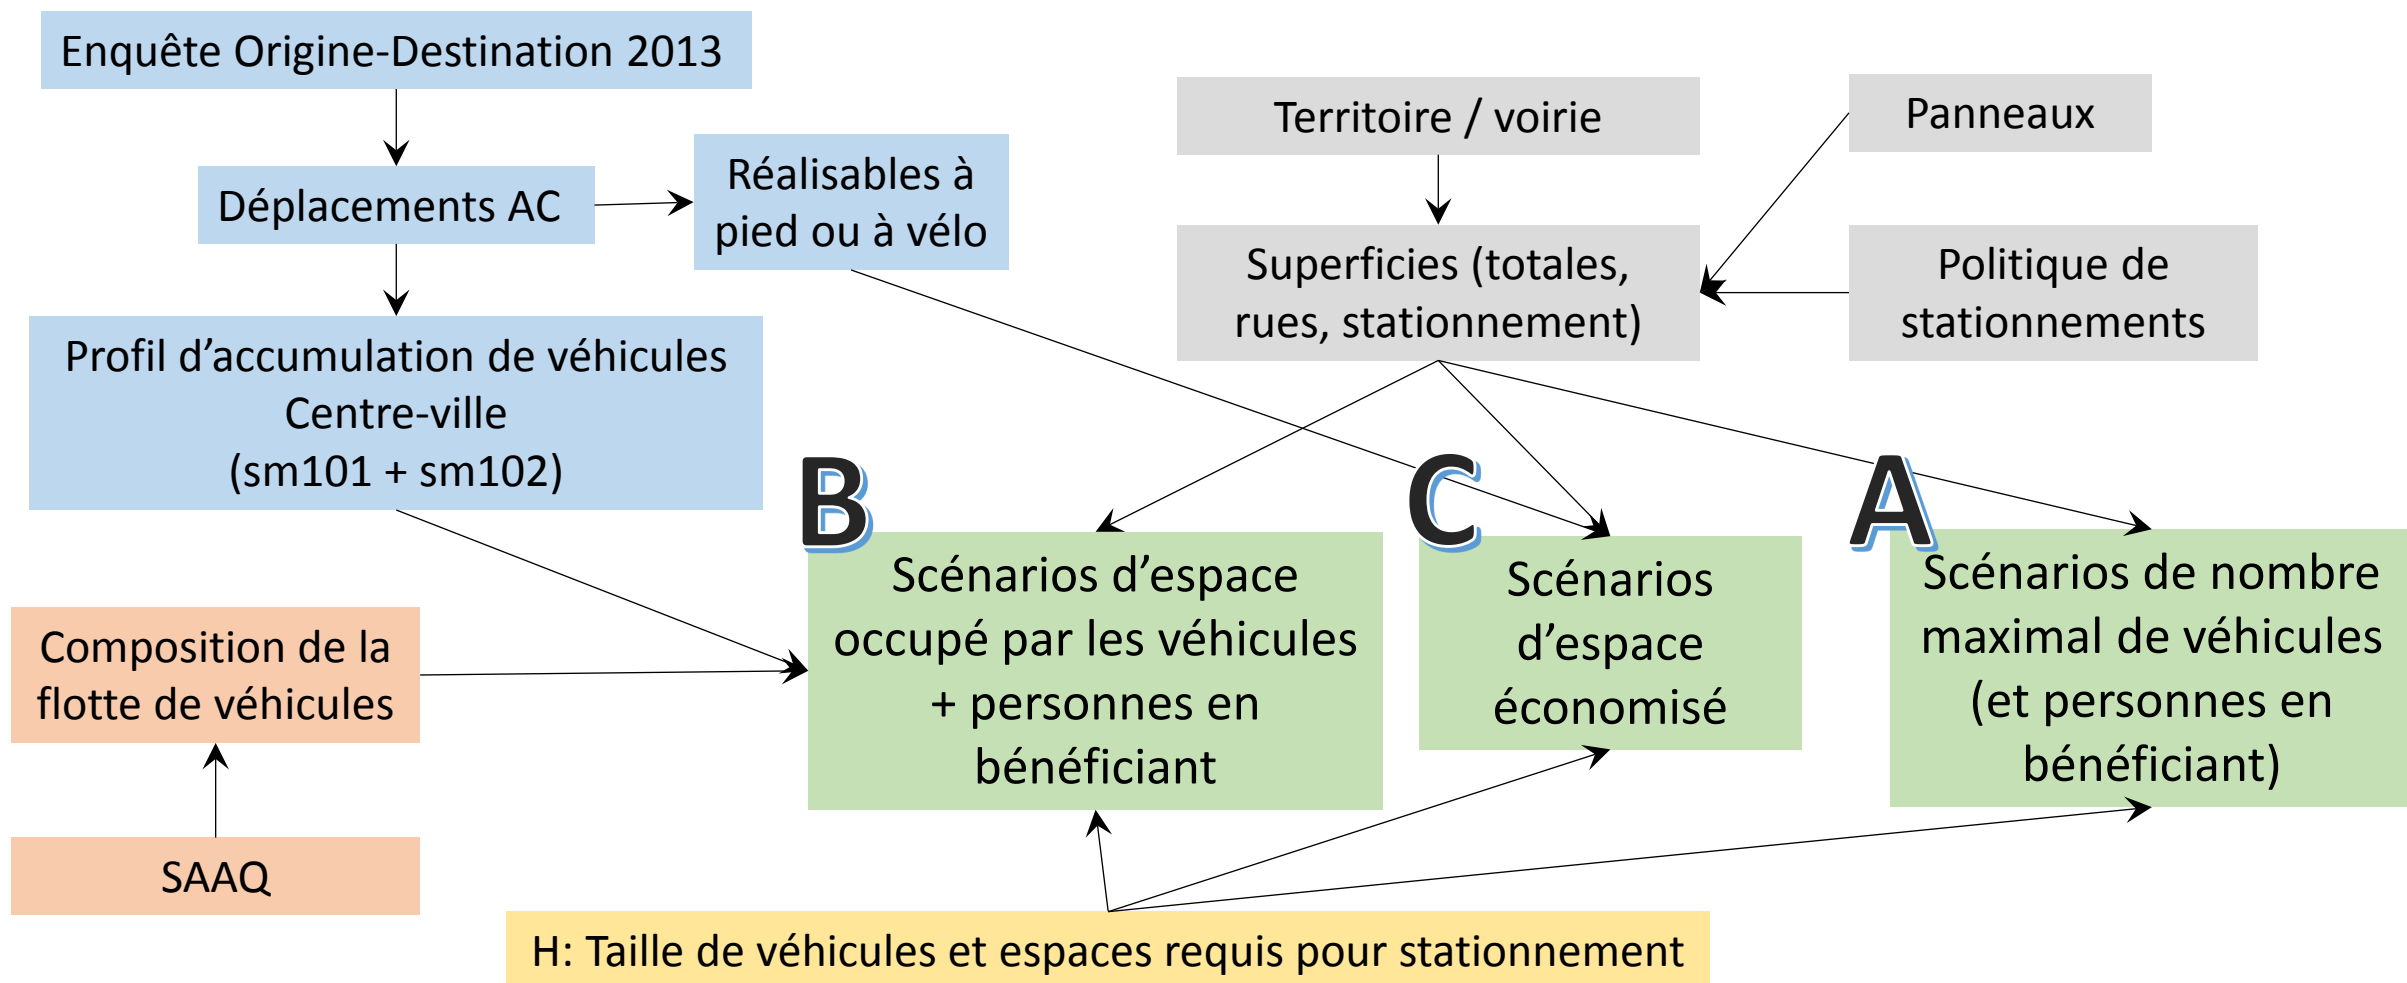 Enquête Origine-Destination 2013
Déplacements AC
Réalisables à
pied ou à vélo
Profil d’accumulation de véhicules
Centre-ville
(sm101 + sm102)
Territoire / voirie
Panneaux
Superficies (totales,
rues, stationnement)
Politique de
stationnements
B
Scénarios d’espace
occupé par les véhicules
+ personnes en
bénéficiant
C
Scénarios
d’espace
économisé
A
Scénarios de nombre
maximal de véhicules
(et personnes en
bénéficiant)
Composition de la
flotte de véhicules
SAAQ
H: Taille de véhicules et espaces requis pour stationnement